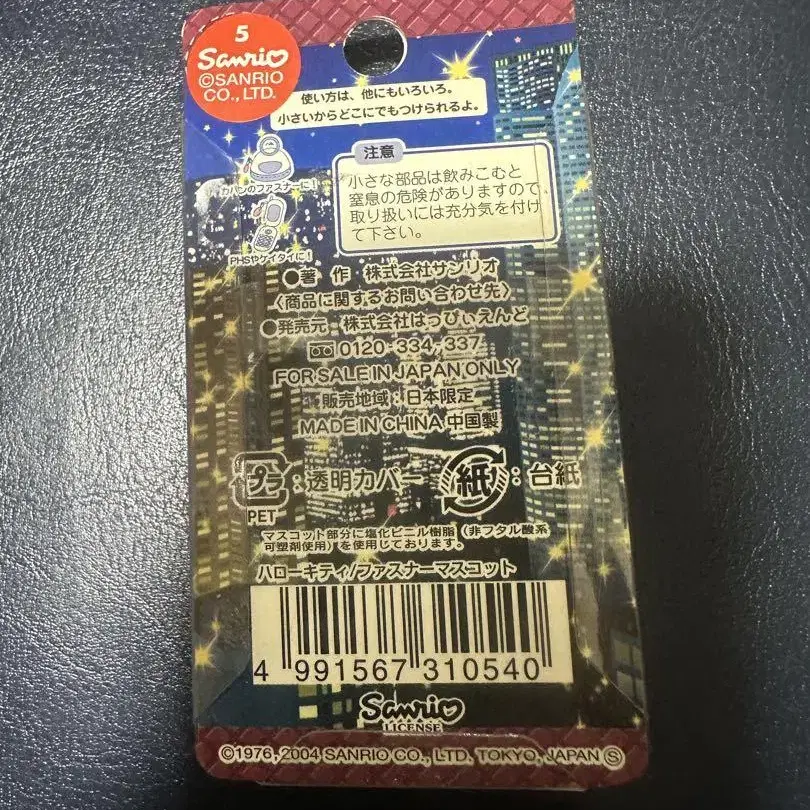 5
Sanrio
©SANRIO
CO., LTD.
使い方は、他にもいろいろ。
小さいからどこにでもつけられるよ。
注意
小さな部品は飲みこむと
窒息の危険がありますので
取り扱いには充分気を付け
て下さい。
カバンのファスナーに!
PHSやケイタイに!
●著 作 株式会社サンリオ
〈商品に関するお問い合わせ先〉
●発売元:株式会社はっぴぃえんど
0120-334-337
FOR SALE IN JAPAN ONLY
販売地域:日本限定
MADE IN CHINA 中国製
プラ:透明カバー 紙:台紙
PET
マスコット部分に塩化ビニル樹脂(非フタル酸系
可塑剤使用)を使用しております。
ハローキティ/ファスナーマスコット
4 991567 310540
Sanrio
LICENSE
©1976, 2004 SANRIO CO., LTD. TOKYO, JAPAN Ⓢ